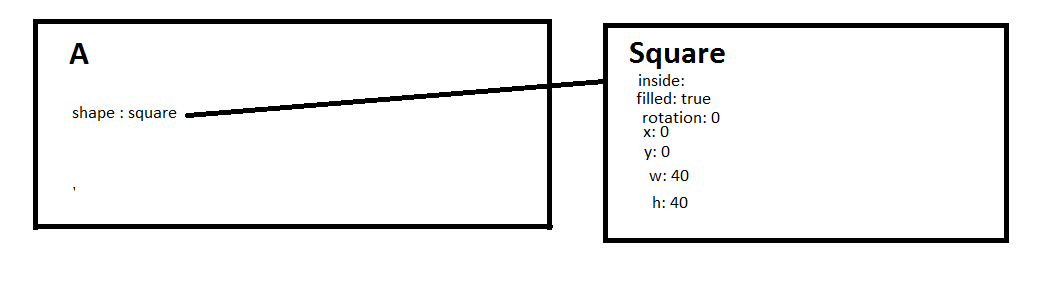 A
shape : square
,
Square
inside:
filled: true
rotation: 0
x: 0
y: 0
w: 40
h: 40